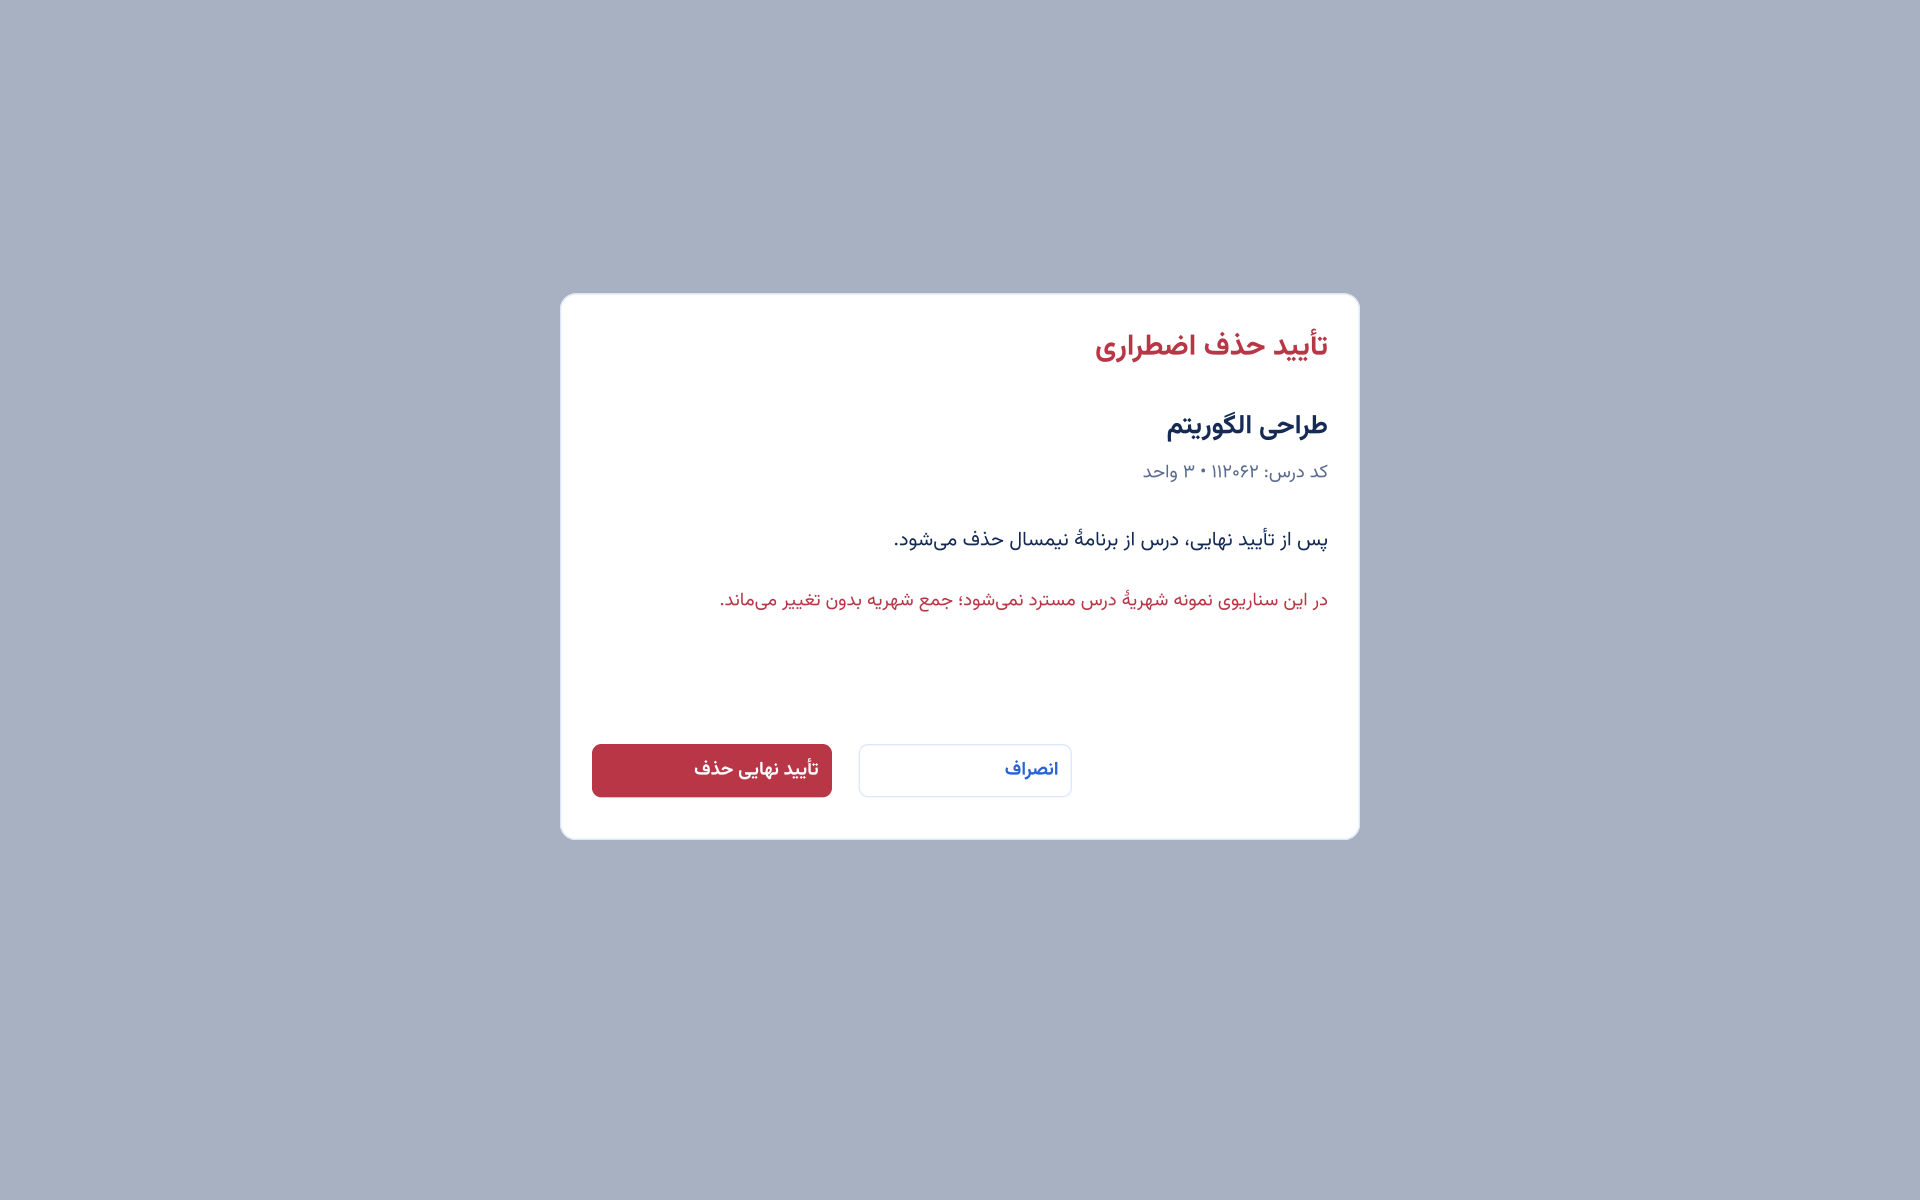 تأیید حذف اضطراری
طراحی الگوریتم
کد درس: ۱۱۲۰۶۲ • ۳ واحد
پس از تأیید نهایی، درس از برنامهٔ نیمسال حذف می‌شود.
در این سناریوی نمونه شهریهٔ درس مسترد نمی‌شود؛ جمع شهریه بدون تغییر می‌ماند.
انصراف
تأیید نهایی حذف